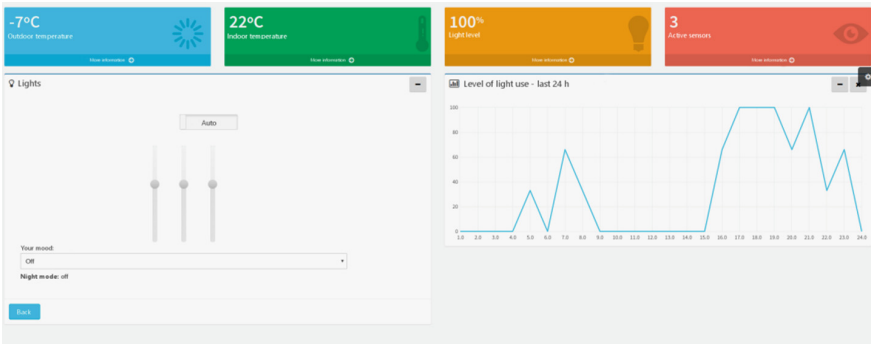 -7°C
Outdoor temperature
More information
22°C
Indoor temperature
More information
100%
Light level
More information
3
Active sensors
More information
Lights
Auto
Your mood:
Off
Night mode: off
Back
Level of light use - last 24 h
100
80
60
40
20
0
1.0 2.0 3.0 4.0 5.0 6.0 7.0 8.0 9.0 10.0 11.0 12.0 13.0 14.0 15.0 16.0 17.0 18.0 19.0 20.0 21.0 22.0 23.0 24.0